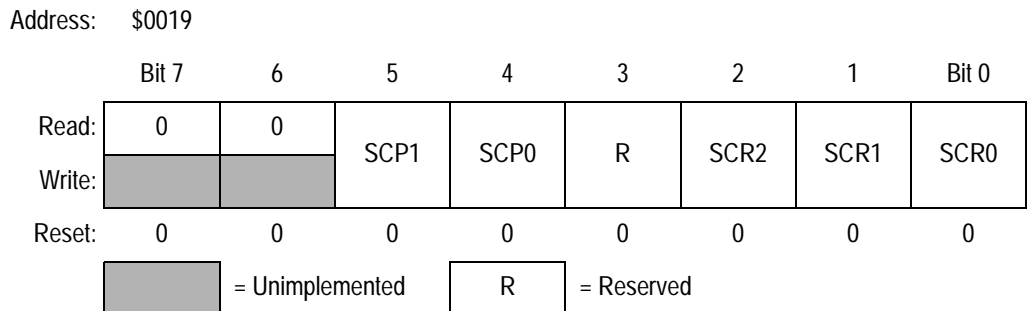 Address: $0019
Bit 7 6 5 4 3 2 1 Bit 0
Read: 0 0 SCP1 SCP0 R SCR2 SCR1 SCR0
Write:
Reset: 0 0 0 0 0 0 0 0
= Unimplemented R = Reserved